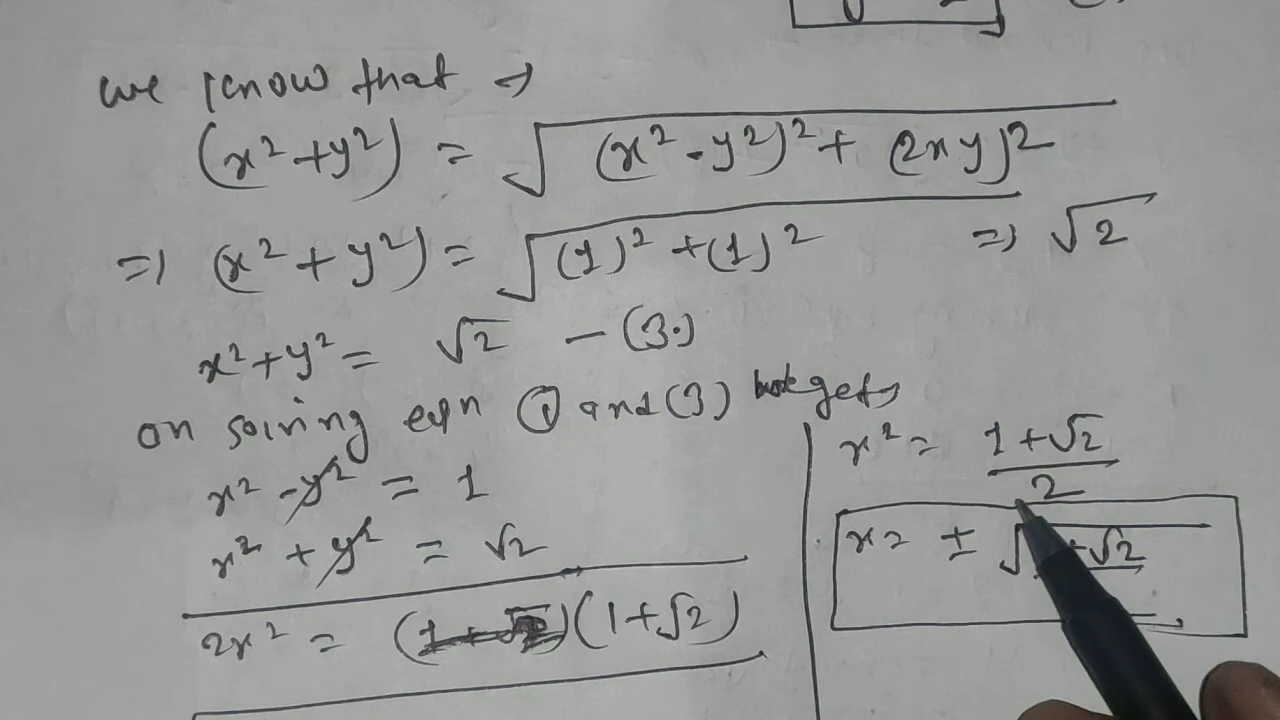 we know that →
(x²+y²) = √((x²-y²)²+ (2xy)²)
=) (x²+y²) = √((1)²+(1)²) =) √2
x²+y²= √2 - (3.)
on solving eqn ① and (3) gets
x² -y² = 1
x² + y² = √2
2x² = (1+√2)
x² = (1+√2)/2
x = ± √